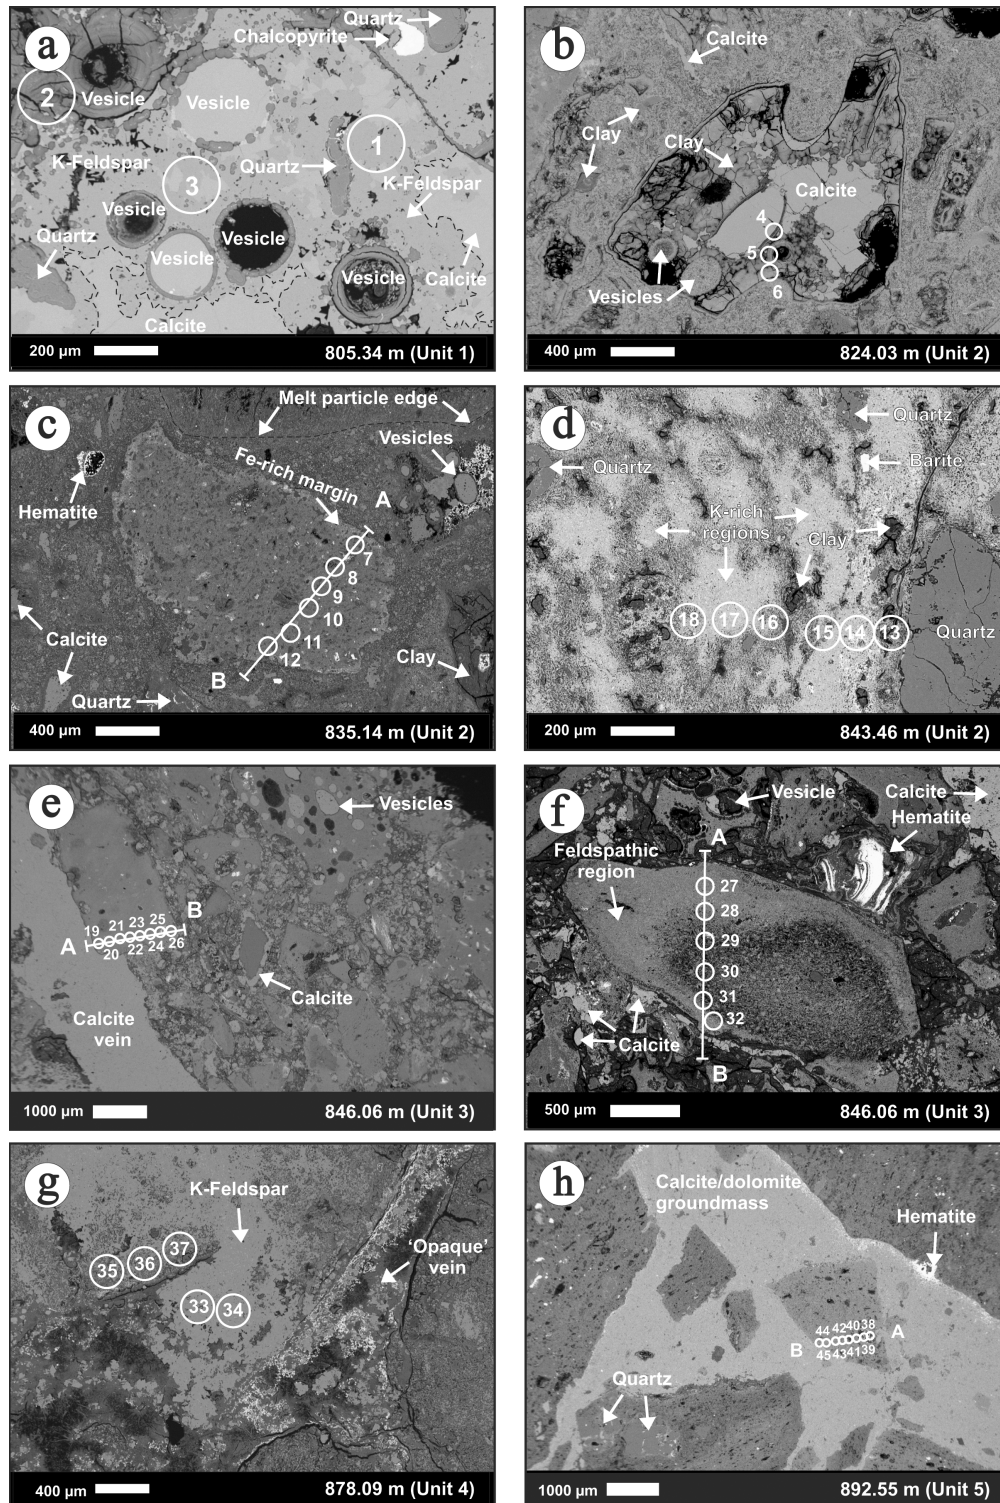 a
Quartz
Chalcopyrite
2
Vesicle
Vesicle
1
K-Feldspar
3
Quartz
K-Feldspar
Vesicle
Quartz
Vesicle
Vesicle
Vesicle
Calcite
Calcite
200 µm
805.34 m (Unit 1)
b
Calcite
Clay
Clay
Calcite
4
5
6
Vesicles
400 µm
824.03 m (Unit 2)
c
Melt particle edge
Vesicles
Fe-rich margin
A
Hematite
7
8
9
10
11
12
Calcite
Clay
B
Quartz
400 µm
835.14 m (Unit 2)
d
Quartz
Quartz
Barite
K-rich
regions
Clay
18 17 16 15 14 13
Quartz
200 µm
843.46 m (Unit 2)
e
Vesicles
B
19 21 23 25
A
20 22 24 26
Calcite
Calcite
vein
1000 µm
846.06 m (Unit 3)
f
Vesicle
Calcite
Hematite
A
Feldspathic
region
27
28
29
30
31
32
Calcite
B
500 µm
846.06 m (Unit 3)
g
K-Feldspar
37
36
35
33 34
‘Opaque’
vein
400 µm
878.09 m (Unit 4)
h
Calcite/dolomite
groundmass
Hematite
44 42 40 38
A
B
45 43 41 39
Quartz
1000 µm
892.55 m (Unit 5)